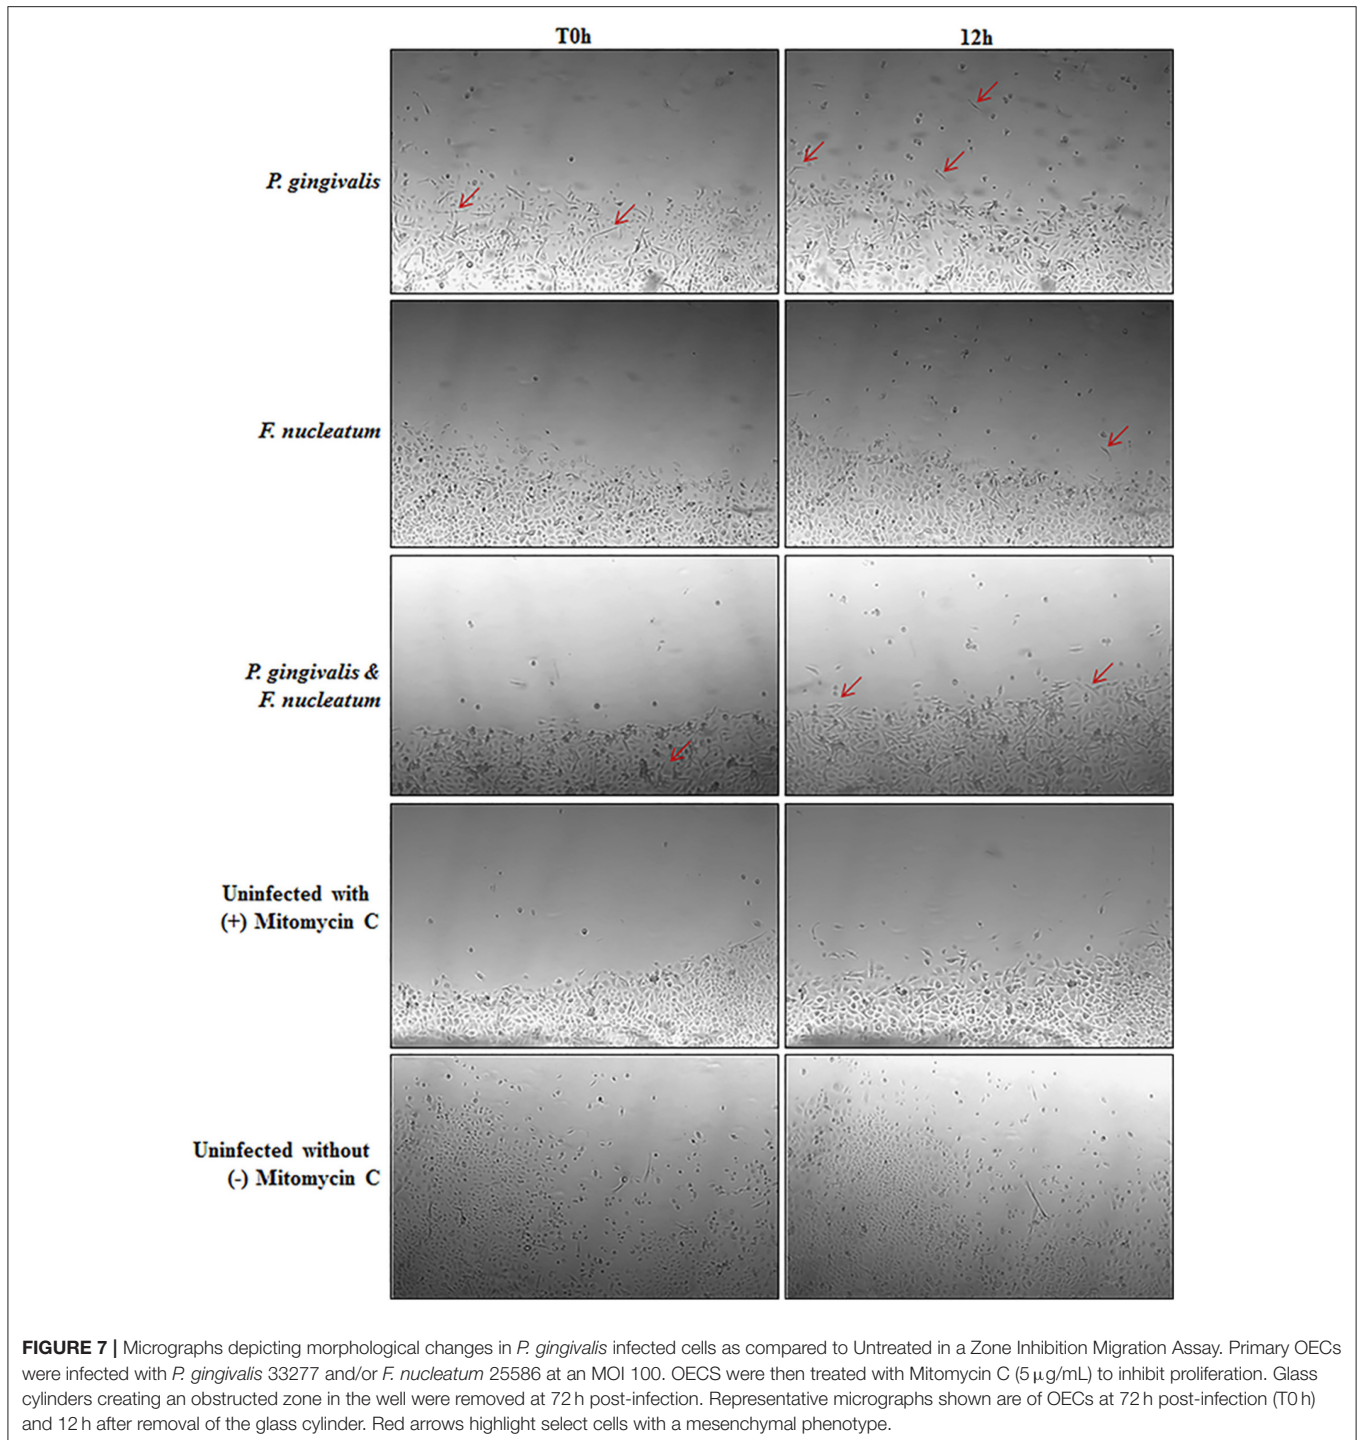 T0h 12h
P. gingivalis
F. nucleatum
P. gingivalis &
F. nucleatum
Uninfected with
(+) Mitomycin C
Uninfected without
(-) Mitomycin C
FIGURE 7 | Micrographs depicting morphological changes in P. gingivalis infected cells as compared to Untreated in a Zone Inhibition Migration Assay. Primary OECs
were infected with P. gingivalis 33277 and/or F. nucleatum 25586 at an MOI 100. OECS were then treated with Mitomycin C (5 μg/mL) to inhibit proliferation. Glass
cylinders creating an obstructed zone in the well were removed at 72 h post-infection. Representative micrographs shown are of OECs at 72 h post-infection (T0 h)
and 12 h after removal of the glass cylinder. Red arrows highlight select cells with a mesenchymal phenotype.